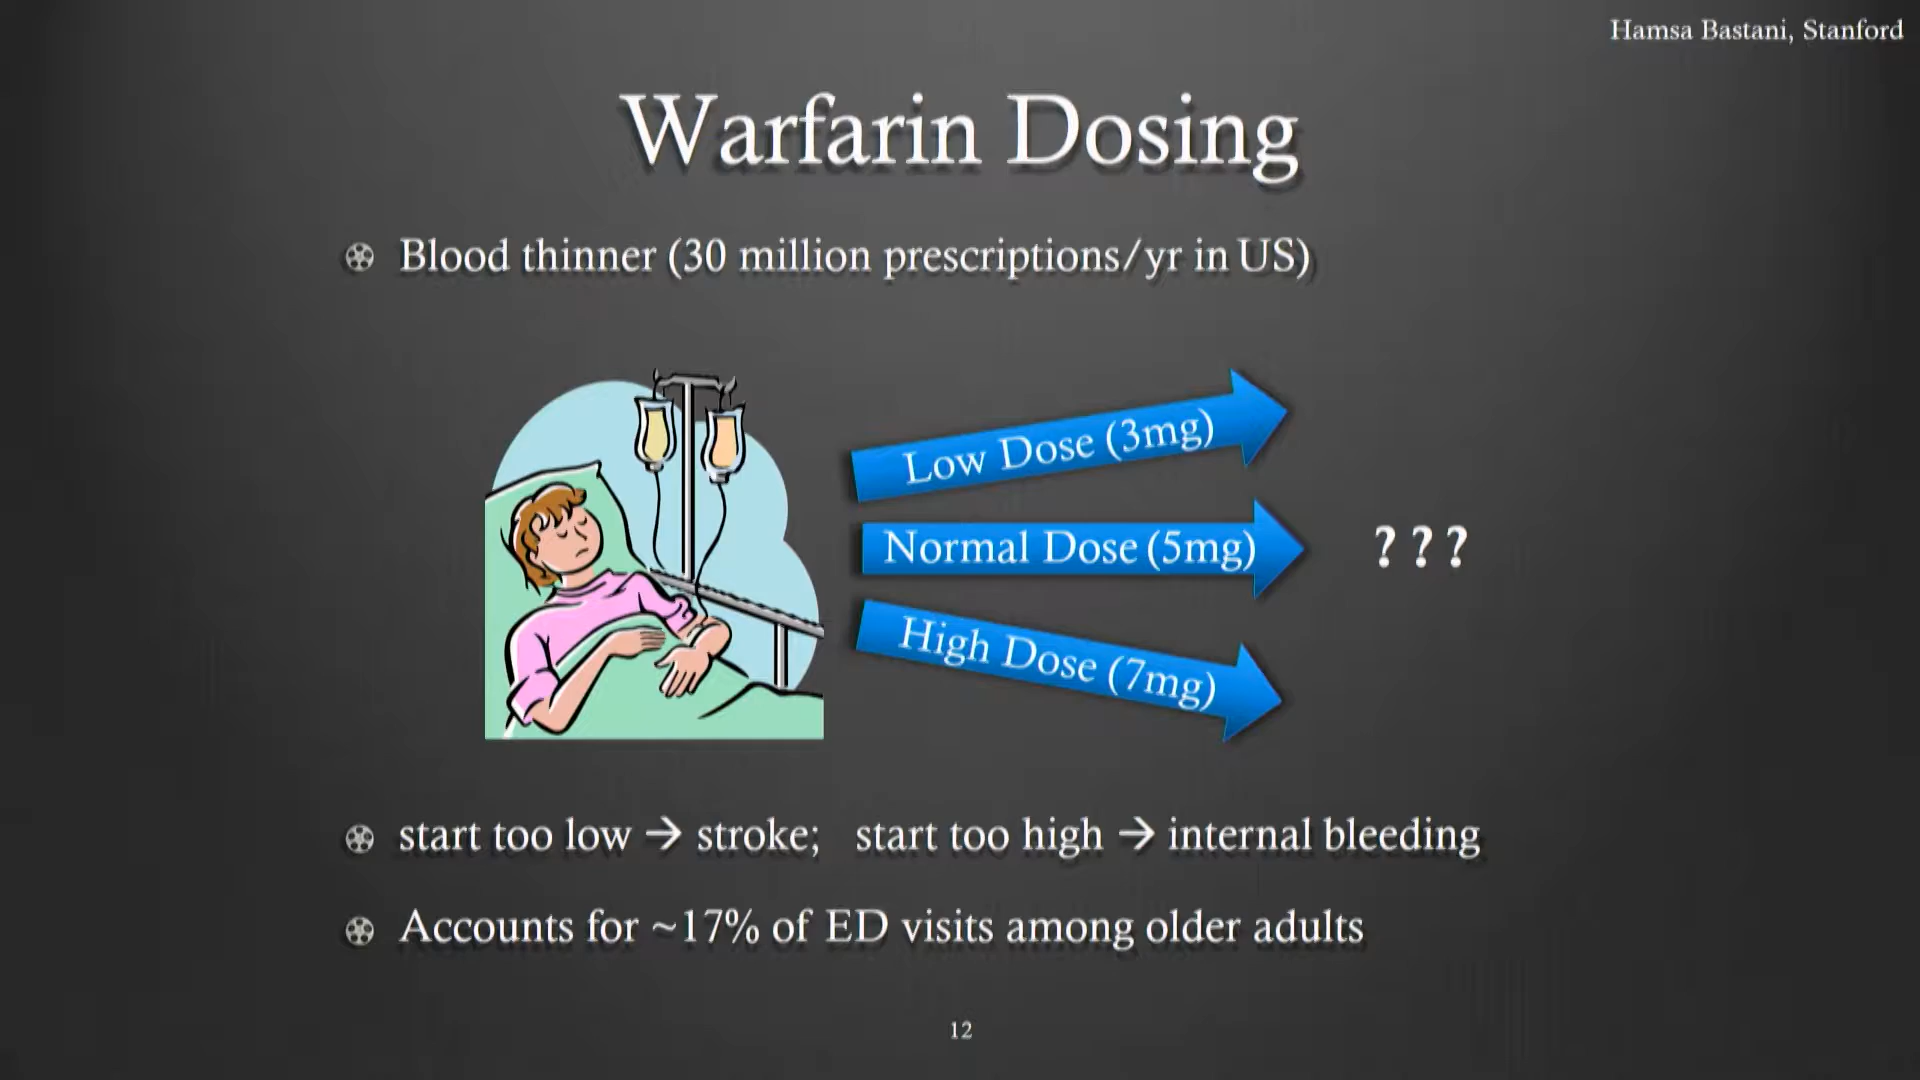 Hamsa Bastani, Stanford
Warfarin Dosing
Blood thinner (30 million prescriptions/yr in US)
Low Dose (3mg)
Normal Dose (5mg)
???
High Dose (7mg)
start too low → stroke; start too high → internal bleeding
Accounts for ~17% of ED visits among older adults
12